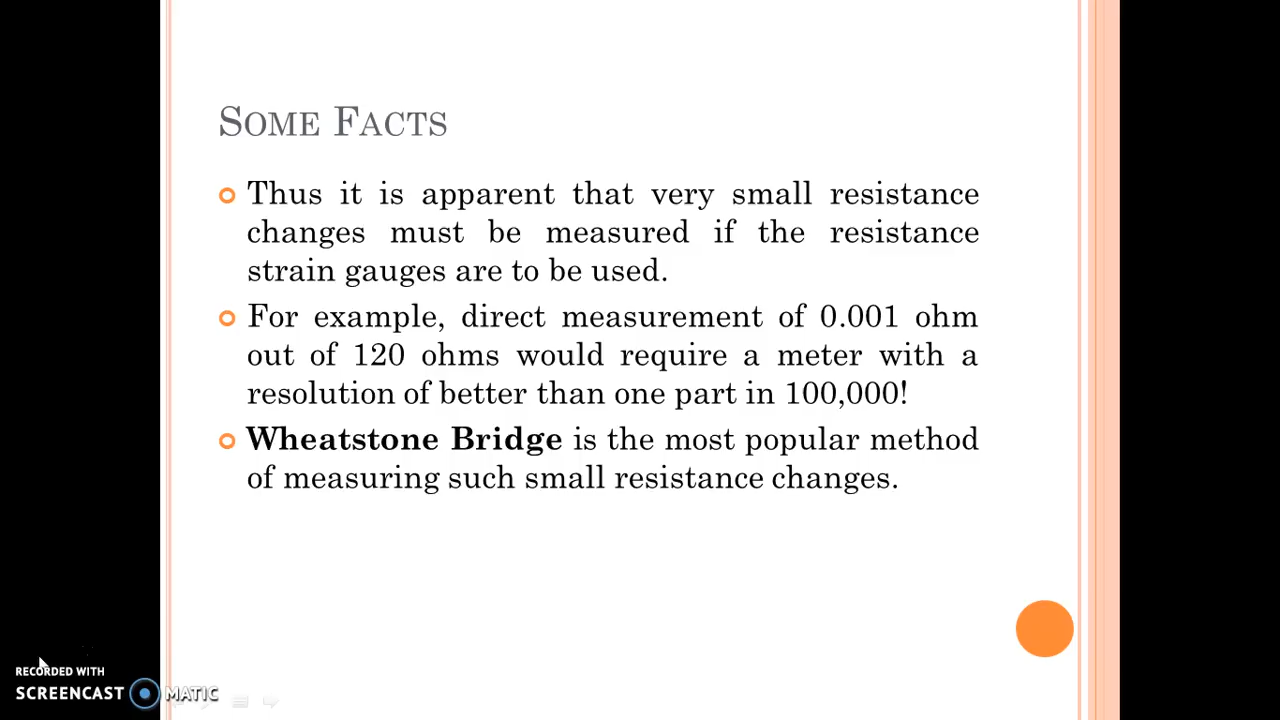 SOME FACTS
Thus it is apparent that very small resistance
changes must be measured if the resistance
strain gauges are to be used.
For example, direct measurement of 0.001 ohm
out of 120 ohms would require a meter with a
resolution of better than one part in 100,000!
Wheatstone Bridge is the most popular method
of measuring such small resistance changes.
RECORDED WITH
SCREENCAST MATIC